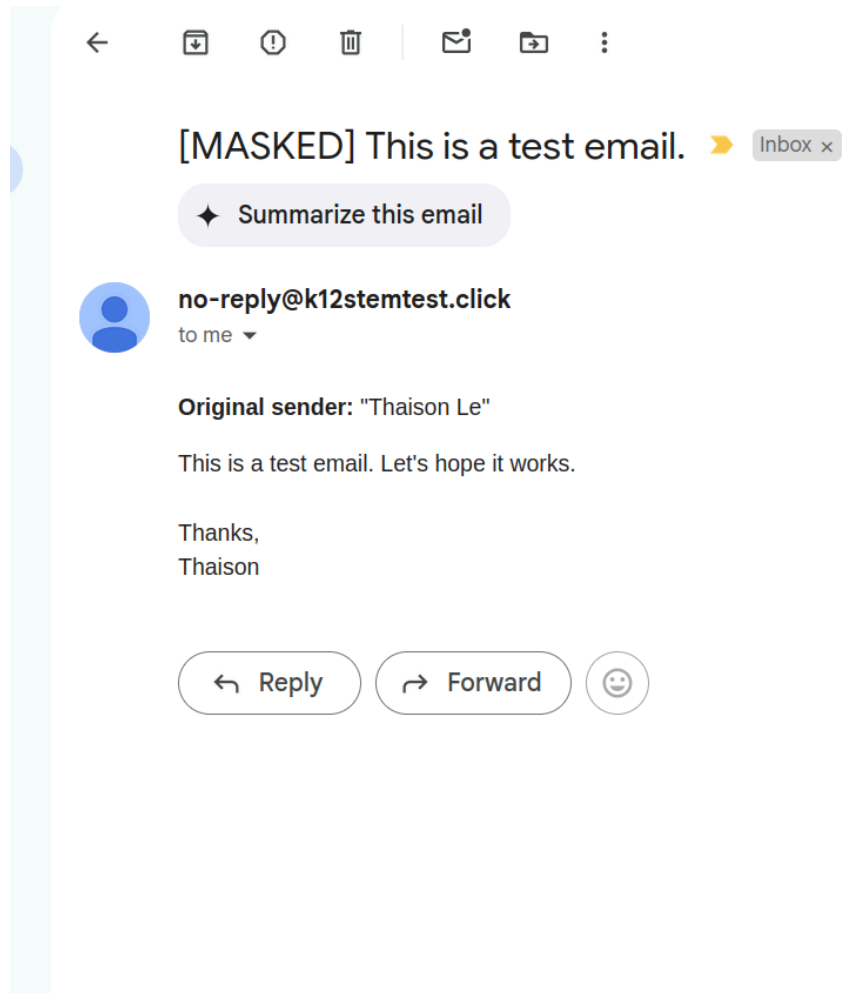 [MASKED] This is a test email.
Inbox ×
Summarize this email
no-reply@k12stemtest.click
to me
Original sender: "Thaison Le"
This is a test email. Let's hope it works.
Thanks,
Thaison
Reply
Forward